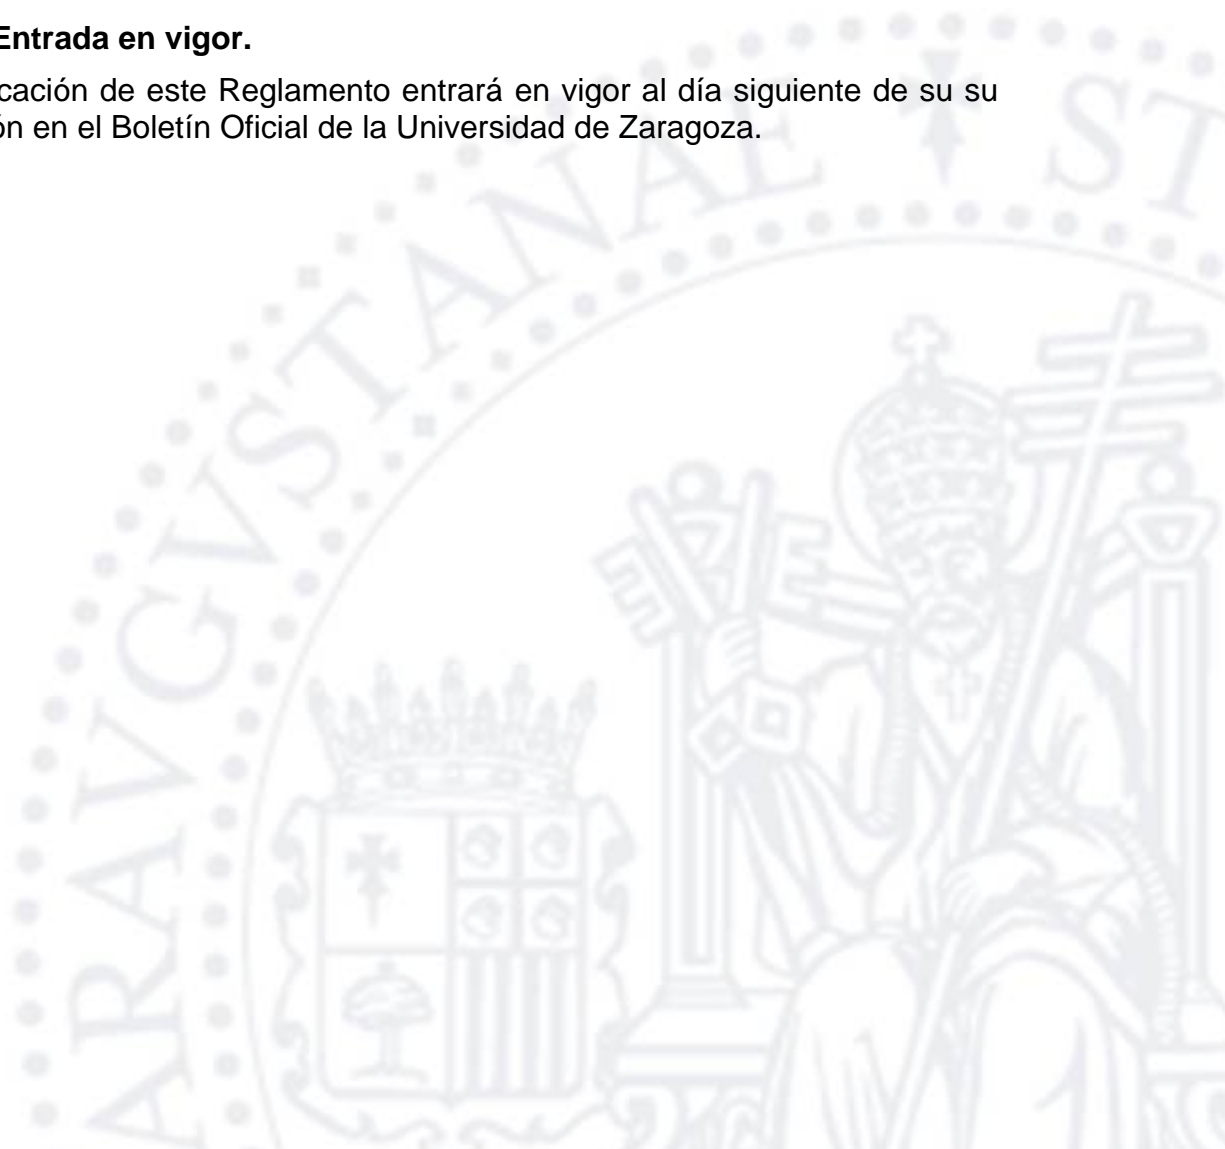 Entrada en vigor.
cación de este Reglamento entrará en vigor al día siguiente de su su
ón en el Boletín Oficial de la Universidad de Zaragoza.
ARAVGVSTANAE ST